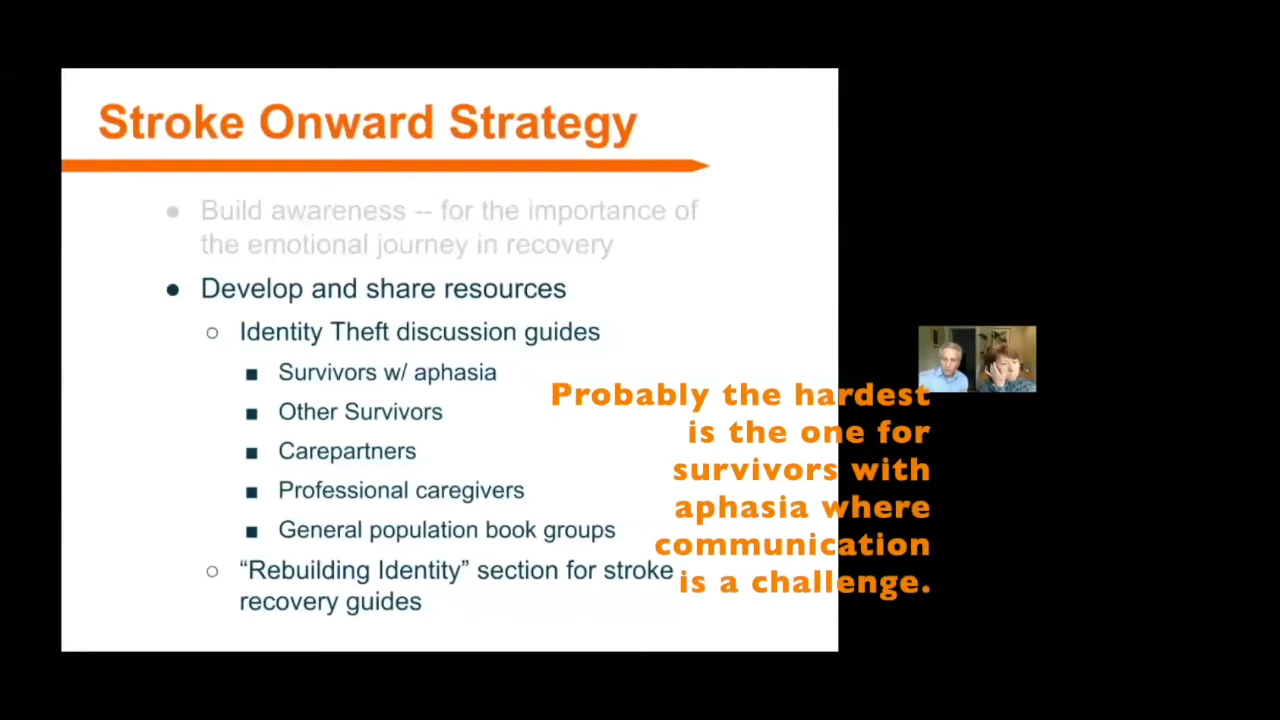 Stroke Onward Strategy
● Build awareness -- for the importance of
the emotional journey in recovery
● Develop and share resources
○ Identity Theft discussion guides
■ Survivors w/ aphasia
■ Other Survivors
■ Carepartners
■ Professional caregivers
■ General population book groups
○ “Rebuilding Identity” section for stroke
recovery guides
Probably the hardest
is the one for
survivors with
aphasia where
communication
is a challenge.